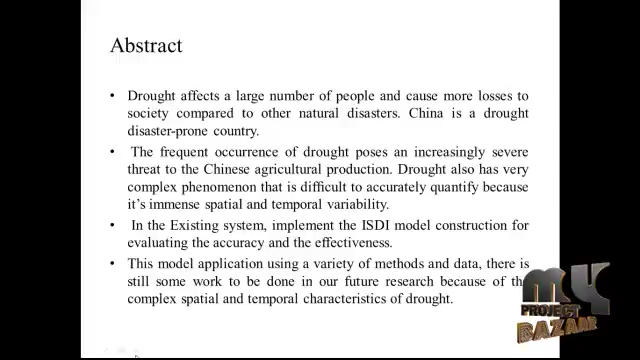 Abstract
• Drought affects a large number of people and cause more losses to
society compared to other natural disasters. China is a drought
disaster-prone country.
• The frequent occurrence of drought poses an increasingly severe
threat to the Chinese agricultural production. Drought also has very
complex phenomenon that is difficult to accurately quantify because
it's immense spatial and temporal variability.
• In the Existing system, implement the ISDI model construction for
evaluating the accuracy and the effectiveness.
• This model application using a variety of methods and data, there is
still some work to be done in our future research because of the
complex spatial and temporal characteristics of drought.
MY
PROJECT
BAZAAR